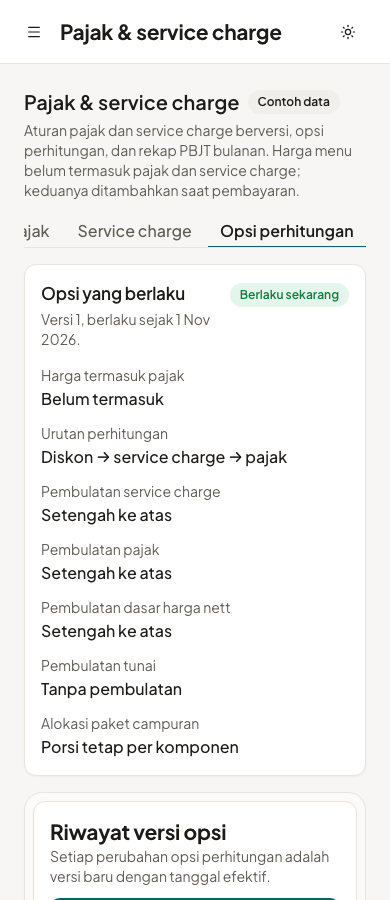 Pajak & service charge
Pajak & service charge
Contoh data
Aturan pajak dan service charge berversi, opsi
perhitungan, dan rekap PBJT bulanan. Harga menu
belum termasuk pajak dan service charge;
keduanya ditambahkan saat pembayaran.
ajak
Service charge
Opsi perhitungan
Opsi yang berlaku
Berlaku sekarang
Versi 1, berlaku sejak 1 Nov
2026.
Harga termasuk pajak
Belum termasuk
Urutan perhitungan
Diskon → service charge → pajak
Pembulatan service charge
Setengah ke atas
Pembulatan pajak
Setengah ke atas
Pembulatan dasar harga nett
Setengah ke atas
Pembulatan tunai
Tanpa pembulatan
Alokasi paket campuran
Porsi tetap per komponen
Riwayat versi opsi
Setiap perubahan opsi perhitungan adalah
versi baru dengan tanggal efektif.